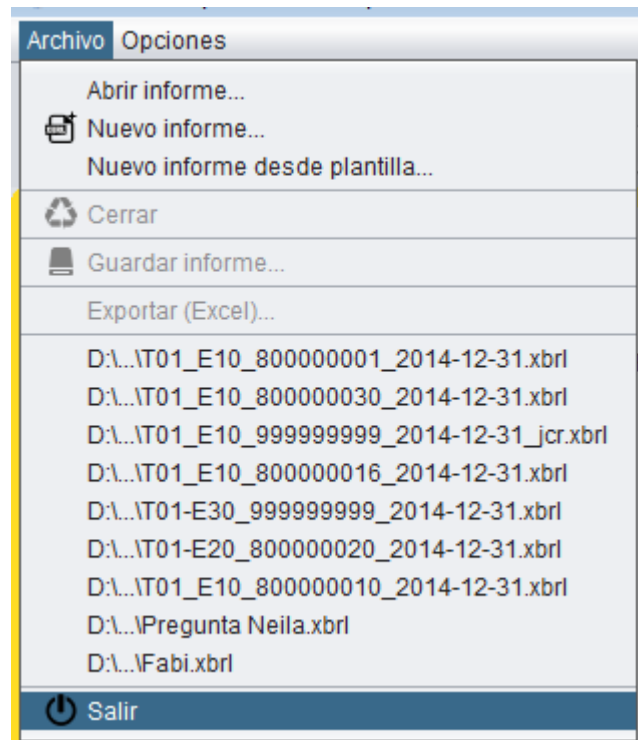 Archivo Opciones
Abrir informe...
Nuevo informe...
Nuevo informe desde plantilla...
Cerrar
Guardar informe...
Exportar (Excel)...
D:\...\T01_E10_800000001_2014-12-31.xbrl
D:\...\T01_E10_800000030_2014-12-31.xbrl
D:\...\T01_E10_999999999_2014-12-31_jcr.xbrl
D:\...\T01_E10_800000016_2014-12-31.xbrl
D:\...\T01-E30_999999999_2014-12-31.xbrl
D:\...\T01-E20_800000020_2014-12-31.xbrl
D:\...\T01_E10_800000010_2014-12-31.xbrl
D:\...\Pregunta Neila.xbrl
D:\...\Fabi.xbrl
Salir